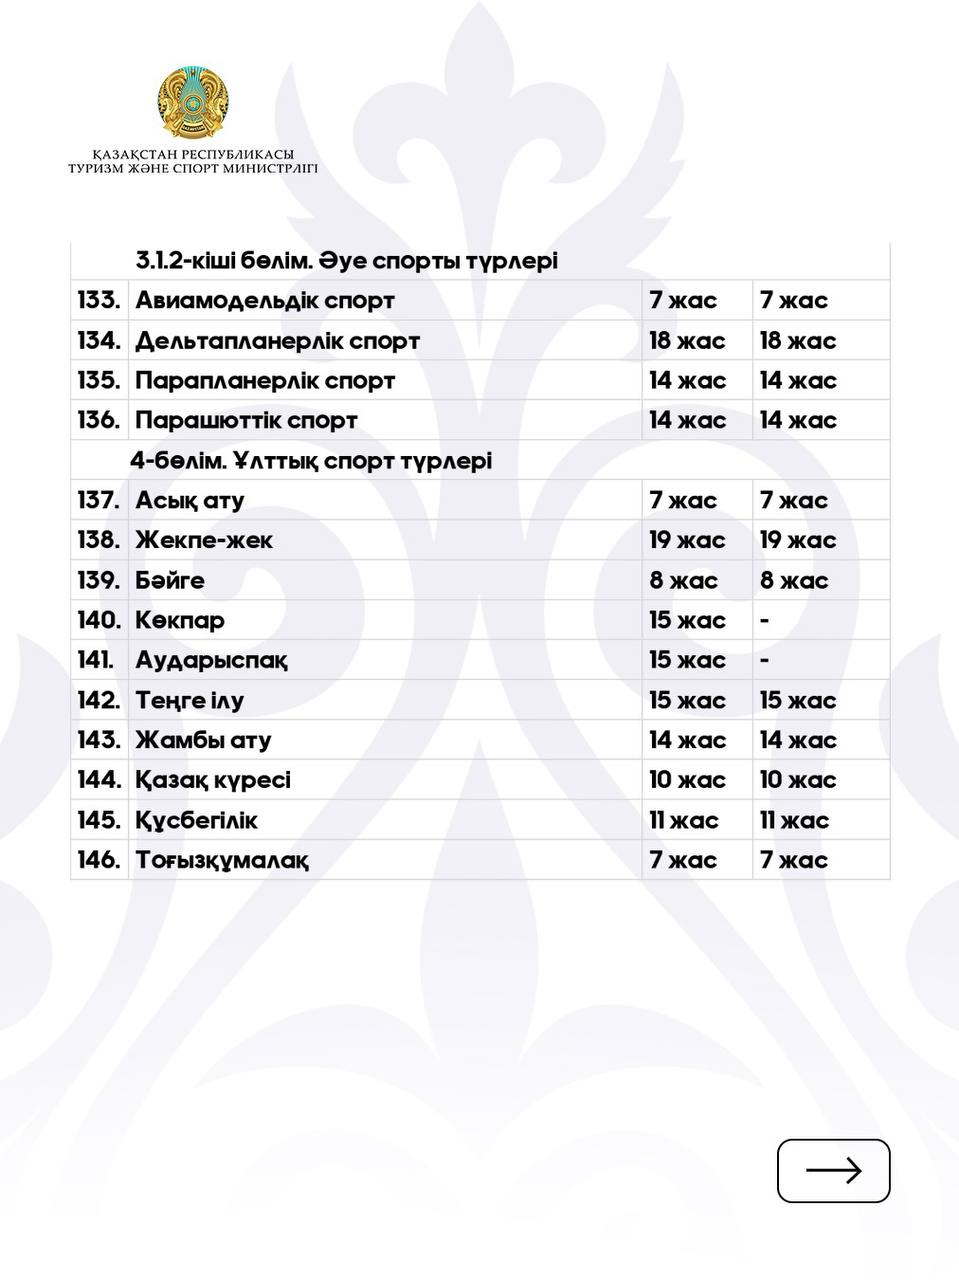 ҚАЗАҚСТАН РЕСПУБЛИКАСЫ
ТУРИЗМ ЖӘНЕ СПОРТ МИНИСТРЛІГІ
3.1.2-кіші бөлім. Әуе спорты түрлері
133. Авиамодельдік спорт 7 жас 7 жас
134. Дельтапланерлік спорт 18 жас 18 жас
135. Парапланерлік спорт 14 жас 14 жас
136. Парашюттік спорт 14 жас 14 жас
4-бөлім. Ұлттық спорт түрлері
137. Асық ату 7 жас 7 жас
138. Жекпе-жек 19 жас 19 жас
139. Бәйге 8 жас 8 жас
140. Көкпар 15 жас -
141. Аударыспақ 15 жас -
142. Теңге ілу 15 жас 15 жас
143. Жамбы ату 14 жас 14 жас
144. Қазақ күресі 10 жас 10 жас
145. Құсбегілік 11 жас 11 жас
146. Тоғызқұмалақ 7 жас 7 жас